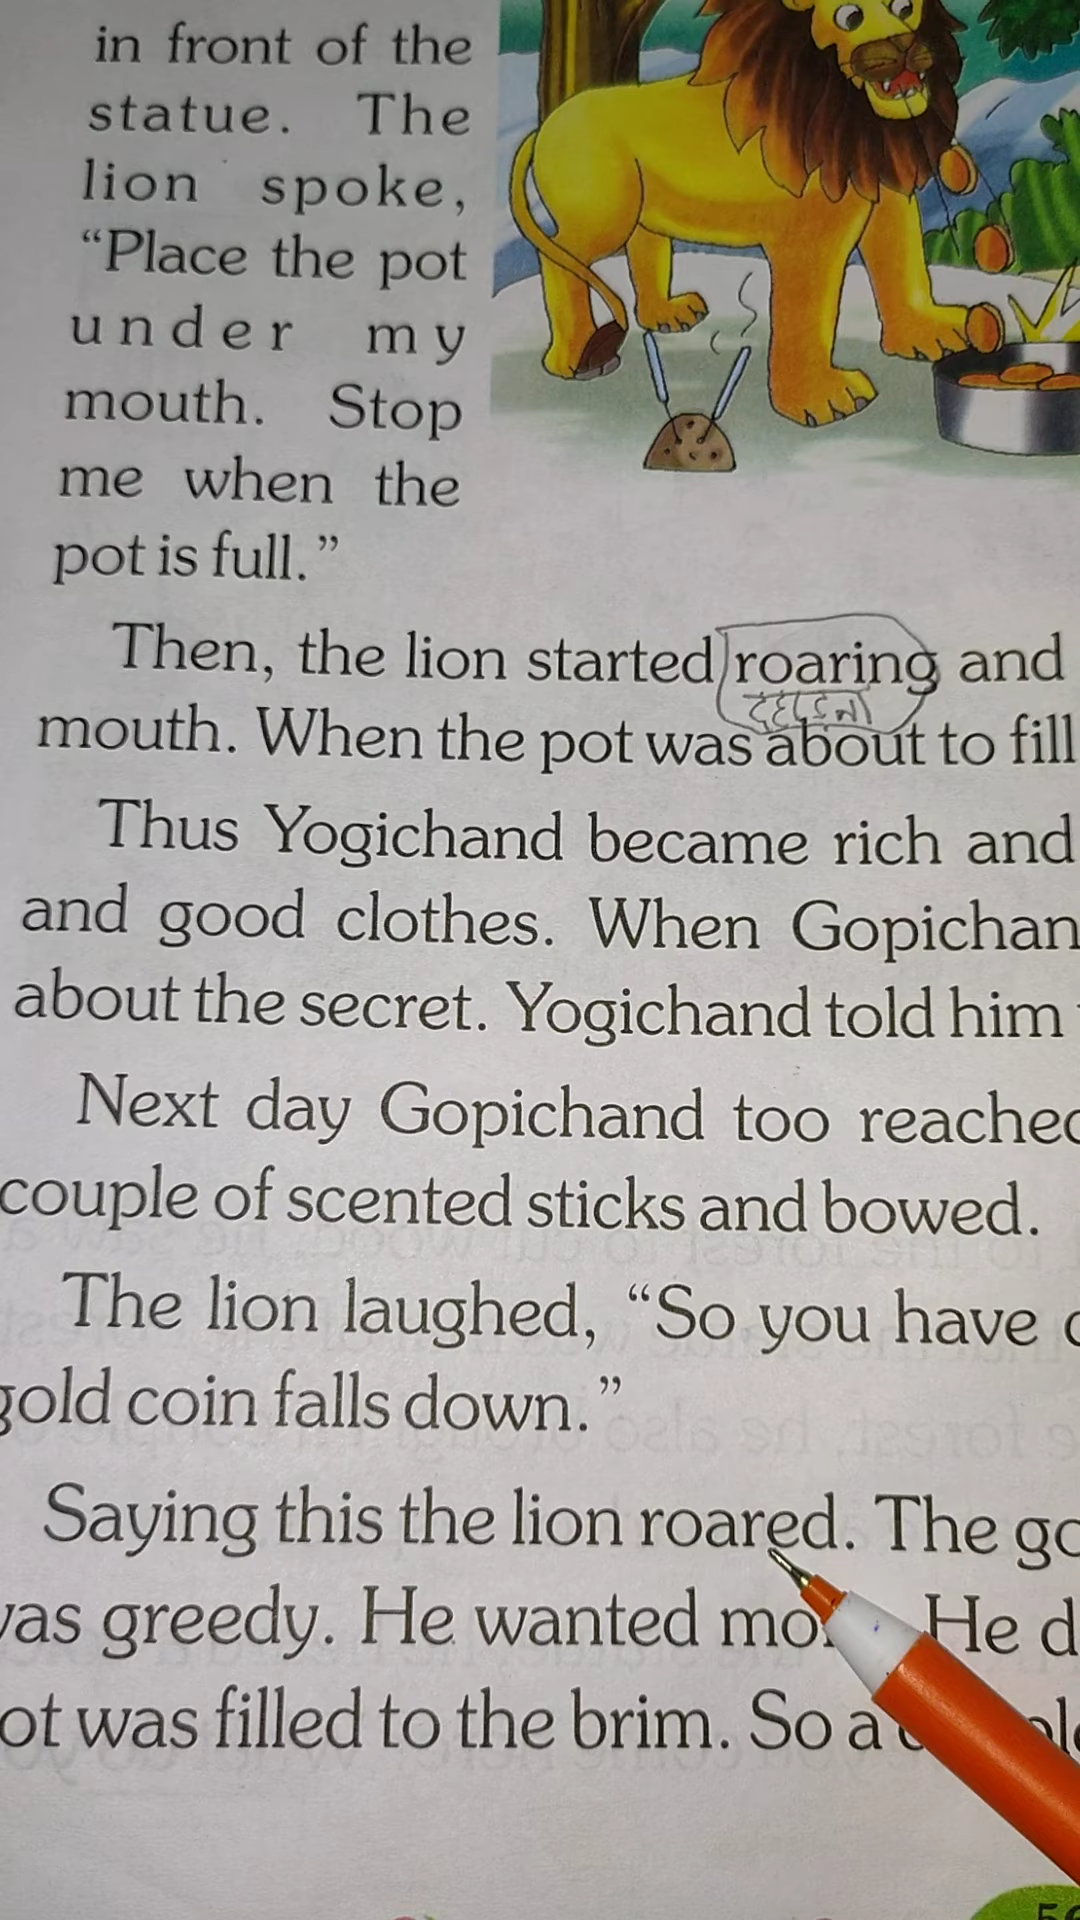 in front of the
statue. The
lion spoke,
“Place the pot
under my
mouth. Stop
me when the
pot is full.”
Then, the lion started roaring and
mouth. When the pot was about to fill
Thus Yogichand became rich and
and good clothes. When Gopichan
about the secret. Yogichand told him
Next day Gopichand too reached
couple of scented sticks and bowed.
The lion laughed, “So you have
gold coin falls down.”
Saying this the lion roared. The go
was greedy. He wanted He d
ot was filled to the brim. So a